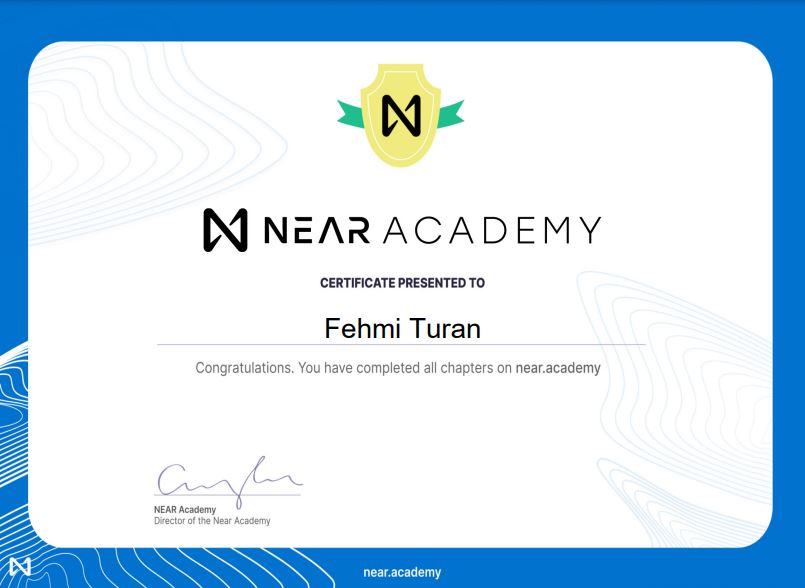 NEAR ACADEMY
CERTIFICATE PRESENTED TO
Fehmi Turan
Congratulations. You have completed all chapters on near.academy
NEAR Academy
Director of the Near Academy
near.academy